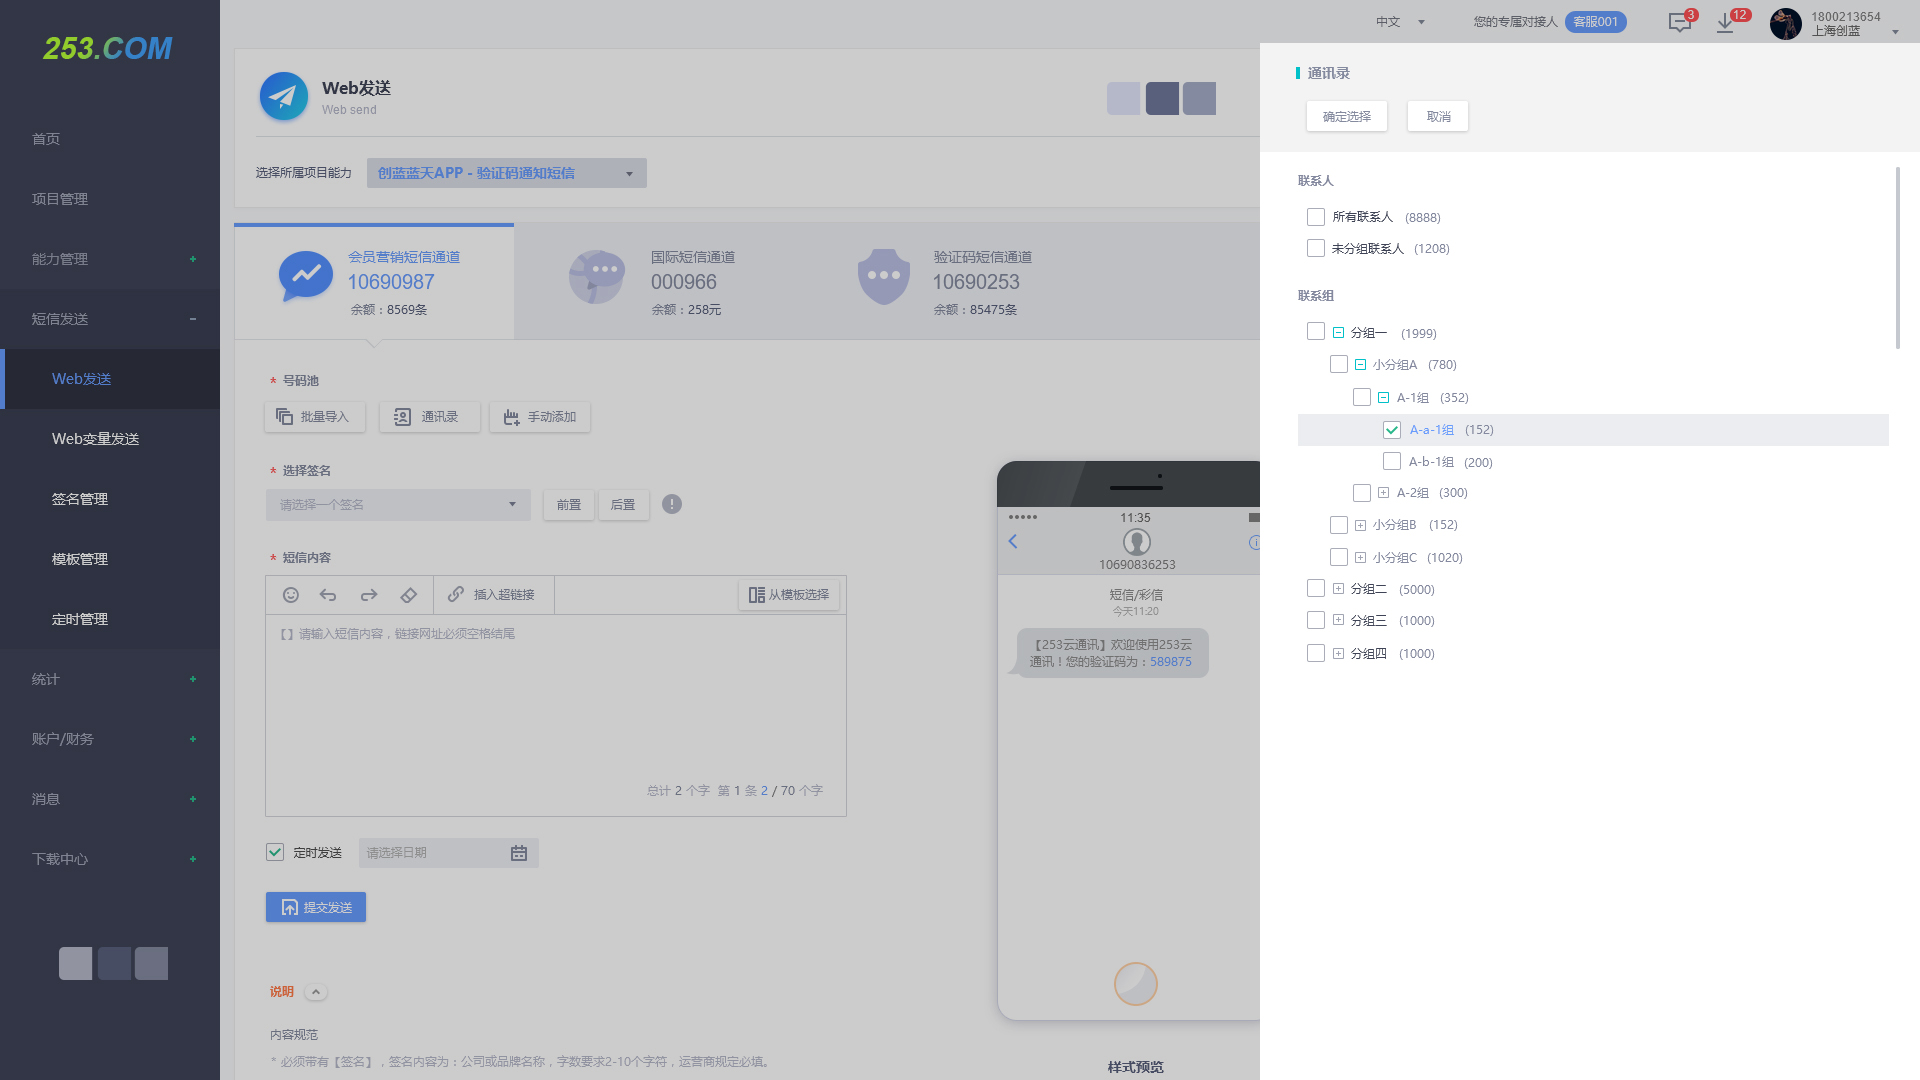 253.COM
中文
您的专属对接人
客服001
3
12
1800213654
上海创蓝
首页
项目管理
能力管理
短信发送
Web发送
Web变量发送
签名管理
模板管理
定时管理
统计
账户/财务
消息
下载中心
Web发送
Web send
选择所属项目能力
创蓝蓝天APP - 验证码通知短信
会员营销短信通道
10690987
余额：8569条
国际短信通道
000966
余额：258元
验证码短信通道
10690253
余额：85475条
* 号码池
批量导入
通讯录
手动添加
* 选择签名
请选择一个签名
前置
后置
* 短信内容
插入超链接
从模板选择
【】请输入短信内容，链接网址必须空格结尾
总计 2 个字 第 1 条 2 / 70 个字
定时发送
请选择日期
提交发送
说明
内容规范
* 必须带有【签名】，签名内容为：公司或品牌名称，字数要求2-10个字符，运营商规定必填。
11:35
10690836253
短信/彩信
今天11:20
【253云通讯】欢迎使用253云
通讯！您的验证码为：589875
样式预览
通讯录
确定选择
取消
联系人
所有联系人 (8888)
未分组联系人 (1208)
联系组
分组一 (1999)
小分组A (780)
A-1组 (352)
A-a-1组 (152)
A-b-1组 (200)
A-2组 (300)
小分组B (152)
小分组C (1020)
分组二 (5000)
分组三 (1000)
分组四 (1000)